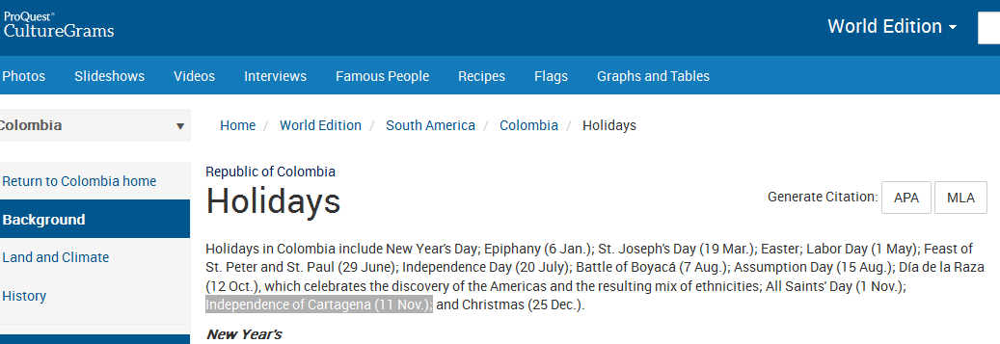 ProQuest®
CultureGrams
World Edition
Photos Slideshows Videos Interviews Famous People Recipes Flags Graphs and Tables
Colombia
Home / World Edition / South America / Colombia / Holidays
Return to Colombia home
Background
Land and Climate
History
Republic of Colombia
Holidays
Generate Citation: APA MLA
Holidays in Colombia include New Year's Day; Epiphany (6 Jan.); St. Joseph's Day (19 Mar.); Easter; Labor Day (1 May); Feast of
St. Peter and St. Paul (29 June); Independence Day (20 July); Battle of Boyacá (7 Aug.); Assumption Day (15 Aug.); Día de la Raza
(12 Oct.), which celebrates the discovery of the Americas and the resulting mix of ethnicities; All Saints' Day (1 Nov.);
Independence of Cartagena (11 Nov.); and Christmas (25 Dec.).
New Year's